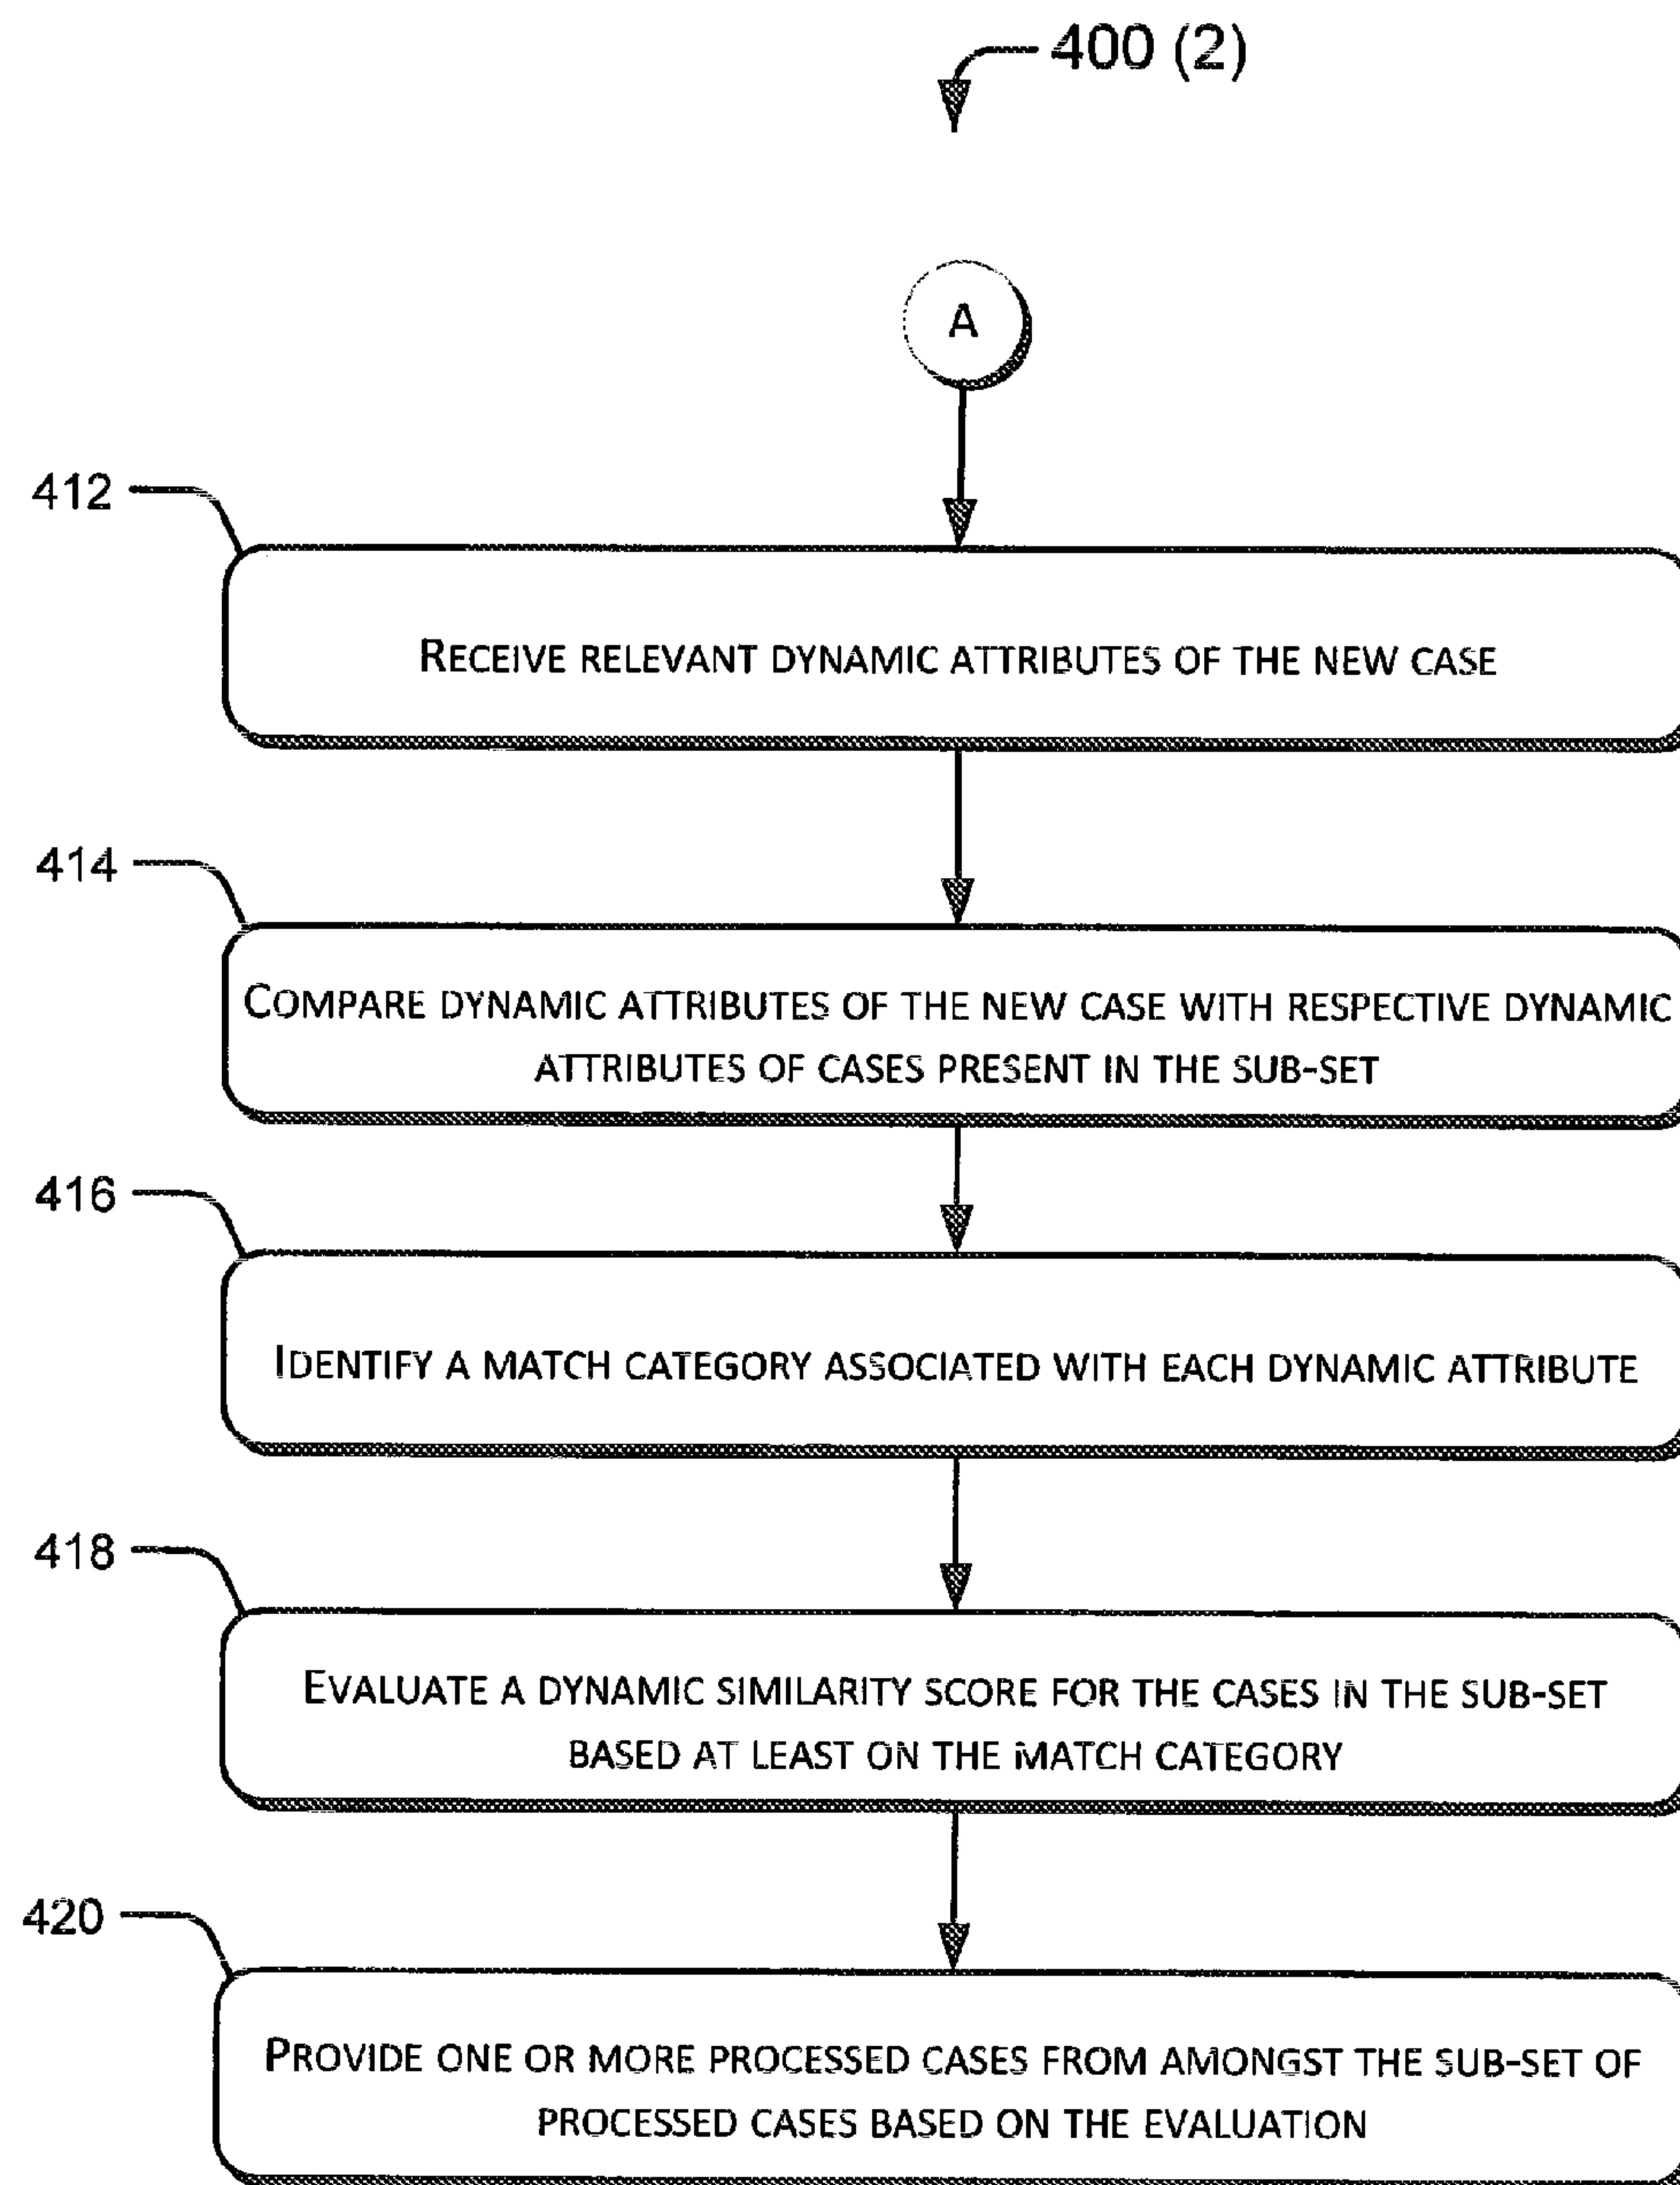 400 (2)
A
412
RECEIVE RELEVANT DYNAMIC ATTRIBUTES OF THE NEW CASE
414
COMPARE DYNAMIC ATTRIBUTES OF THE NEW CASE WITH RESPECTIVE DYNAMIC
ATTRIBUTES OF CASES PRESENT IN THE SUB-SET
416
IDENTIFY A MATCH CATEGORY ASSOCIATED WITH EACH DYNAMIC ATTRIBUTE
418
EVALUATE A DYNAMIC SIMILARITY SCORE FOR THE CASES IN THE SUB-SET
BASED AT LEAST ON THE MATCH CATEGORY
420
PROVIDE ONE OR MORE PROCESSED CASES FROM AMONGST THE SUB-SET OF
PROCESSED CASES BASED ON THE EVALUATION